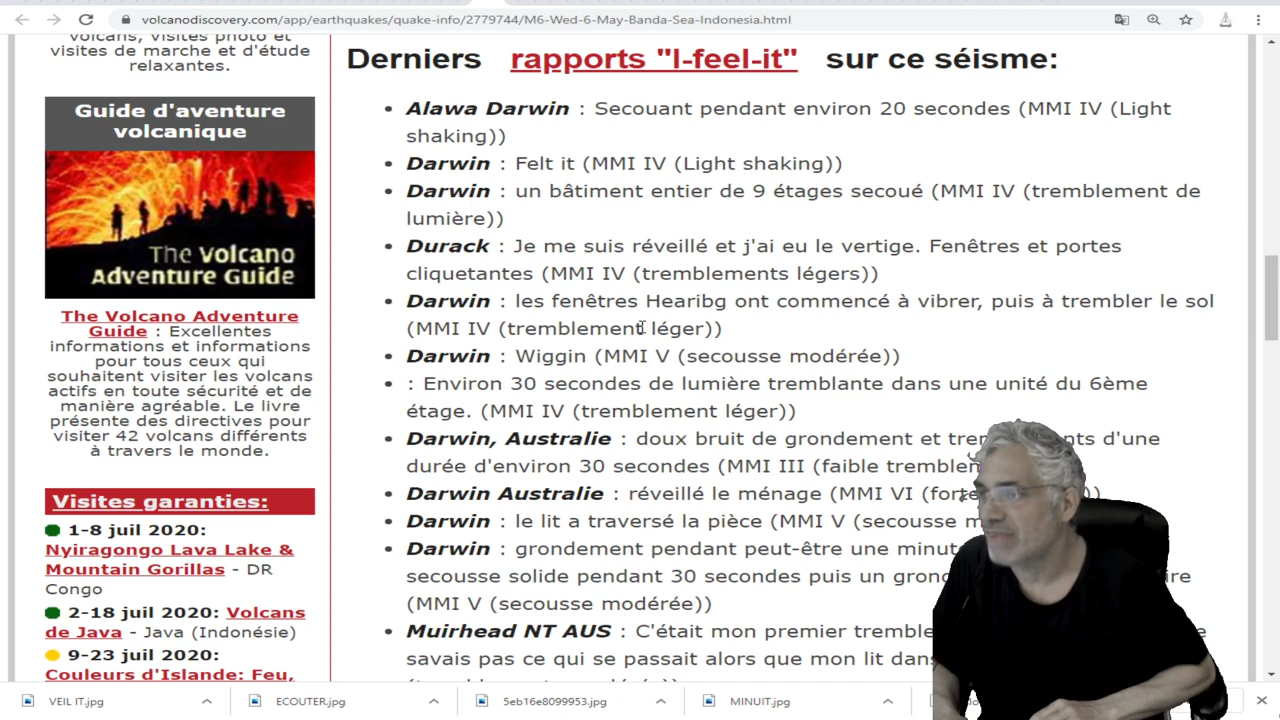 volcanodiscovery.com/app/earthquakes/quake-info/2779744/M6-Wed-6-May-Banda-Sea-Indonesia.html
volcans, visites photo et
visites de marche et d'étude
relaxantes.
Guide d'aventure
volcanique
The Volcano
Adventure Guide
The Volcano Adventure
Guide : Excellentes
informations et informations
pour tous ceux qui
souhaitent visiter les volcans
actifs en toute sécurité et de
manière agréable. Le livre
présente des directives pour
visiter 42 volcans différents
à travers le monde.
Visites garanties:
1-8 juil 2020:
Nyiragongo Lava Lake &
Mountain Gorillas - DR
Congo
2-18 juil 2020: Volcans
de Java - Java (Indonésie)
9-23 juil 2020:
Couleurs d'Islande: Feu,
Derniers rapports "I-feel-it" sur ce séisme:
Alawa Darwin : Secouant pendant environ 20 secondes (MMI IV (Light
shaking))
Darwin : Felt it (MMI IV (Light shaking))
Darwin : un bâtiment entier de 9 étages secoué (MMI IV (tremblement de
lumière))
Durack : Je me suis réveillé et j'ai eu le vertige. Fenêtres et portes
cliquetantes (MMI IV (tremblements légers))
Darwin : les fenêtres Hearibg ont commencé à vibrer, puis à trembler le sol
(MMI IV (tremblement léger))
Darwin : Wiggin (MMI V (secousse modérée))
: Environ 30 secondes de lumière tremblante dans une unité du 6ème
étage. (MMI IV (tremblement léger))
Darwin, Australie : doux bruit de grondement et d'une
durée d'environ 30 secondes (MMI III (faible
Darwin Australie : réveillé le ménage (MMI VI
Darwin : le lit a traversé la pièce (MMI V (secousse
Darwin : grondement pendant peut-être une
secousse solide pendant 30 secondes puis un
(MMI V (secousse modérée))
Muirhead NT AUS : C'était mon premier
savais pas ce qui se passait alors que mon lit
VEIL IT.jpg
ECOUTER.jpg
5eb16e8099953.jpg
MINUIT.jpg